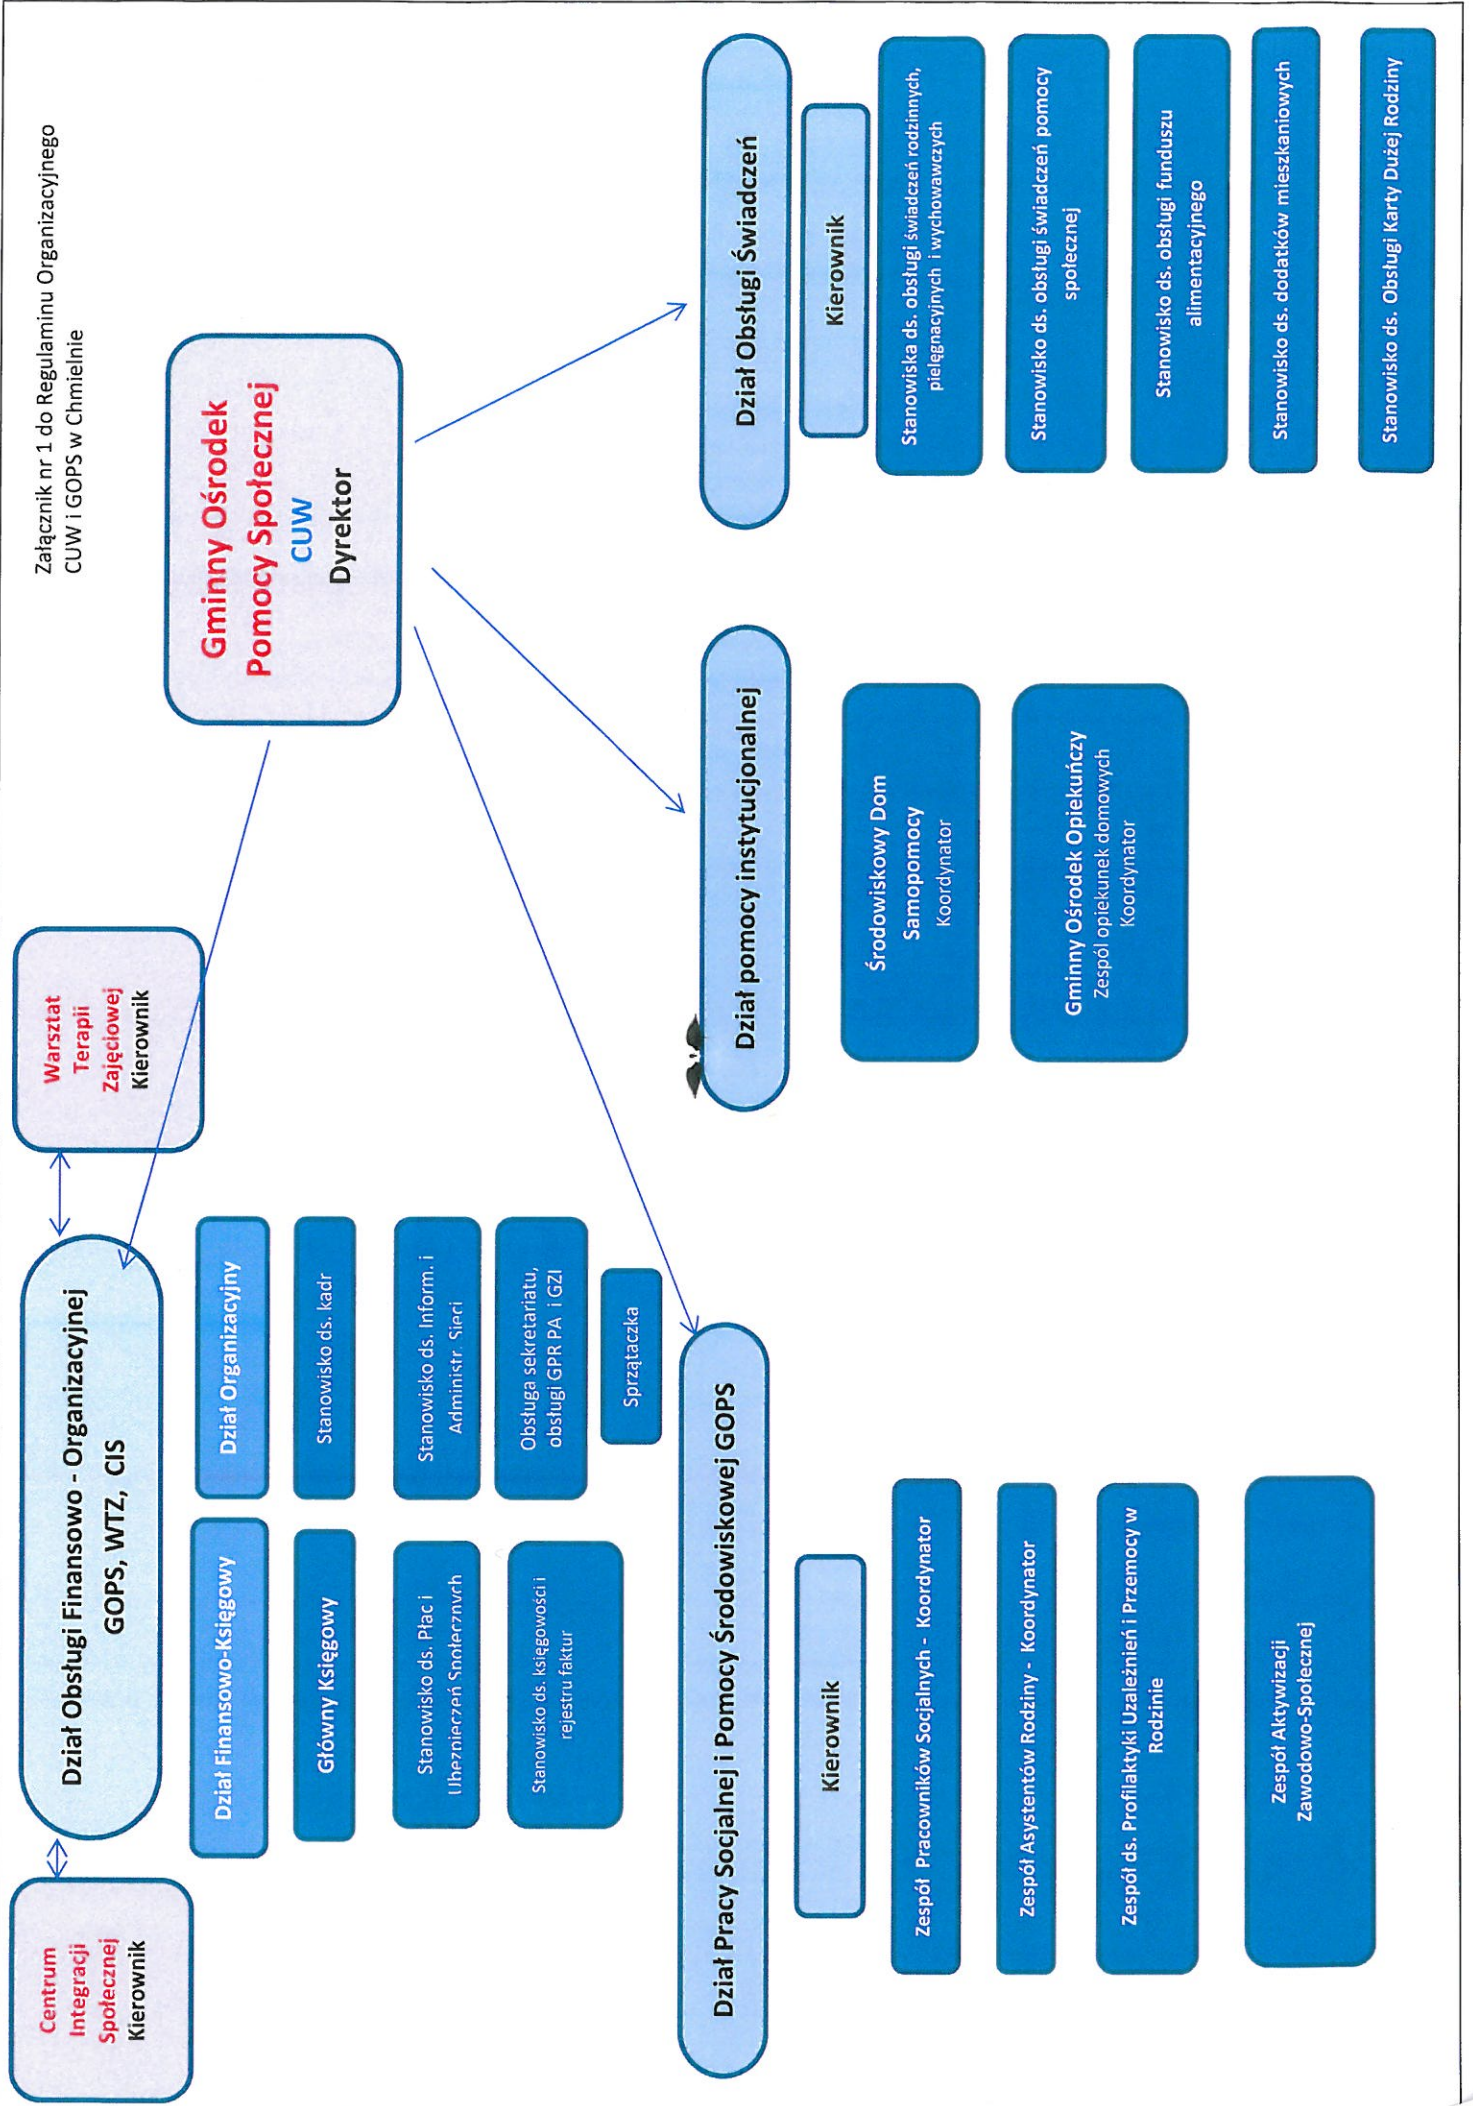 Załącznik nr 1 do Regulaminu Organizacyjnego
CUW i GOPS w Chmielnie
Centrum
Integracji
Społecznej
Kierownik
Dział Obsługi Finansowo - Organizacyjnej
GOPS, WTZ, CIS
Warsztat
Terapii
Zajęciowej
Kierownik
Gminny Ośrodek
Pomocy Społecznej
CUW
Dyrektor
Dział Finansowo-Księgowy
Główny Księgowy
Stanowisko ds. Płac i
Ubezpieczeń Społecznych
Stanowisko ds. księgowości i
rejestru faktur
Dział Organizacyjny
Stanowisko ds. kadr
Stanowisko ds. Inform. i
Administr. Sieci
Obsługa sekretariatu,
obsługi GPR PA i GZI
Sprzątaczka
Dział Pracy Socjalnej i Pomocy Środowiskowej GOPS
Kierownik
Zespół Pracowników Socjalnych - Koordynator
Zespół Asystentów Rodziny - Koordynator
Zespół ds. Profilaktyki Uzależnień i Przemocy w
Rodzinie
Zespół Aktywizacji
Zawodowo-Społecznej
Dział pomocy instytucjonalnej
Środowiskowy Dom
Samopomocy
Koordynator
Gminny Ośrodek Opiekuńczy
Zespól opiekunek domowych
Koordynator
Dział Obsługi Świadczeń
Kierownik
Stanowiska ds. obsługi świadczeń rodzinnych,
pielęgnacyjnych i wychowawczych
Stanowisko ds. obsługi świadczeń pomocy
społecznej
Stanowisko ds. obsługi funduszu
alimentacyjnego
Stanowisko ds. dodatków mieszkaniowych
Stanowisko ds. Obsługi Karty Dużej Rodziny